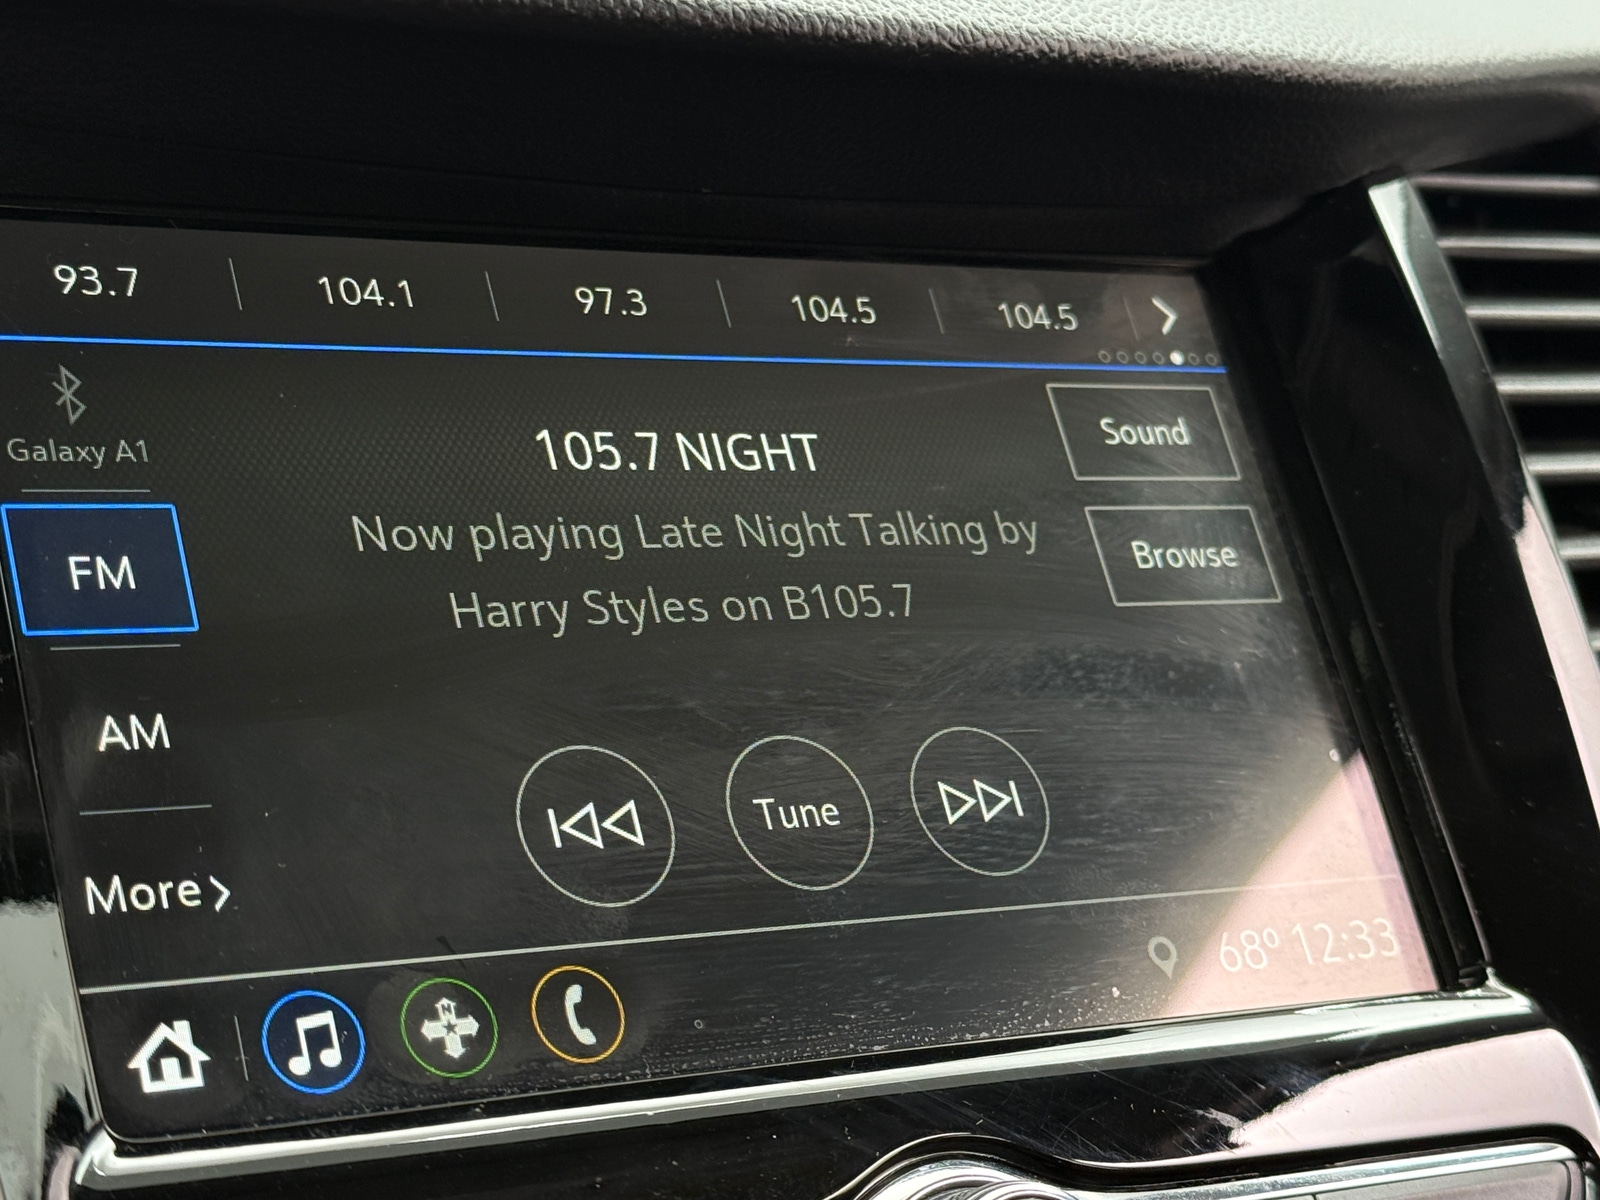 93.7 104.1 97.3 104.5 104.5
Galaxy A1
Sound
105.7 NIGHT
Now playing Late Night Talking by
Harry Styles on B105.7
Browse
FM
AM
Tune
More
68° 12:33
N